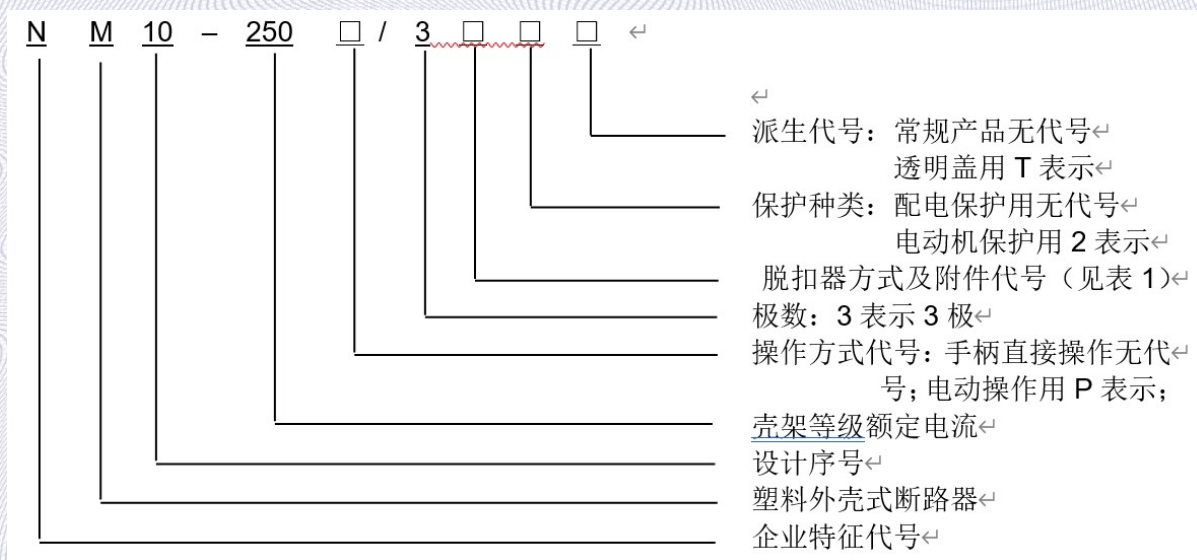 N M 10 – 250 □ / 3 □ □ □
派生代号：常规产品无代号
透明盖用 T 表示
保护种类：配电保护用无代号
电动机保护用 2 表示
脱扣器方式及附件代号（见表 1）
极数：3 表示 3 极
操作方式代号：手柄直接操作无代
号；电动操作用 P 表示；
壳架等级额定电流
设计序号
塑料外壳式断路器
企业特征代号